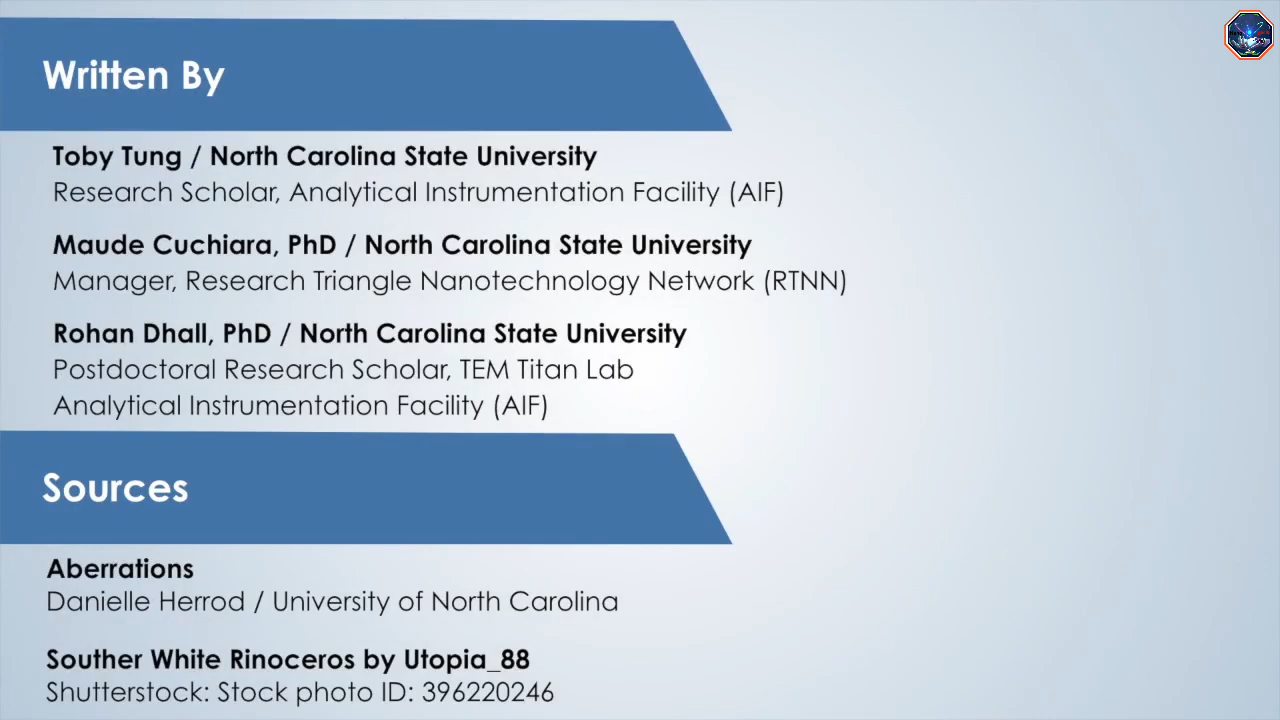 Written By
Toby Tung / North Carolina State University
Research Scholar, Analytical Instrumentation Facility (AIF)
Maude Cuchiara, PhD / North Carolina State University
Manager, Research Triangle Nanotechnology Network (RTNN)
Rohan Dhall, PhD / North Carolina State University
Postdoctoral Research Scholar, TEM Titan Lab
Analytical Instrumentation Facility (AIF)
Sources
Aberrations
Danielle Herrod / University of North Carolina
Souther White Rinoceros by Utopia_88
Shutterstock: Stock photo ID: 396220246